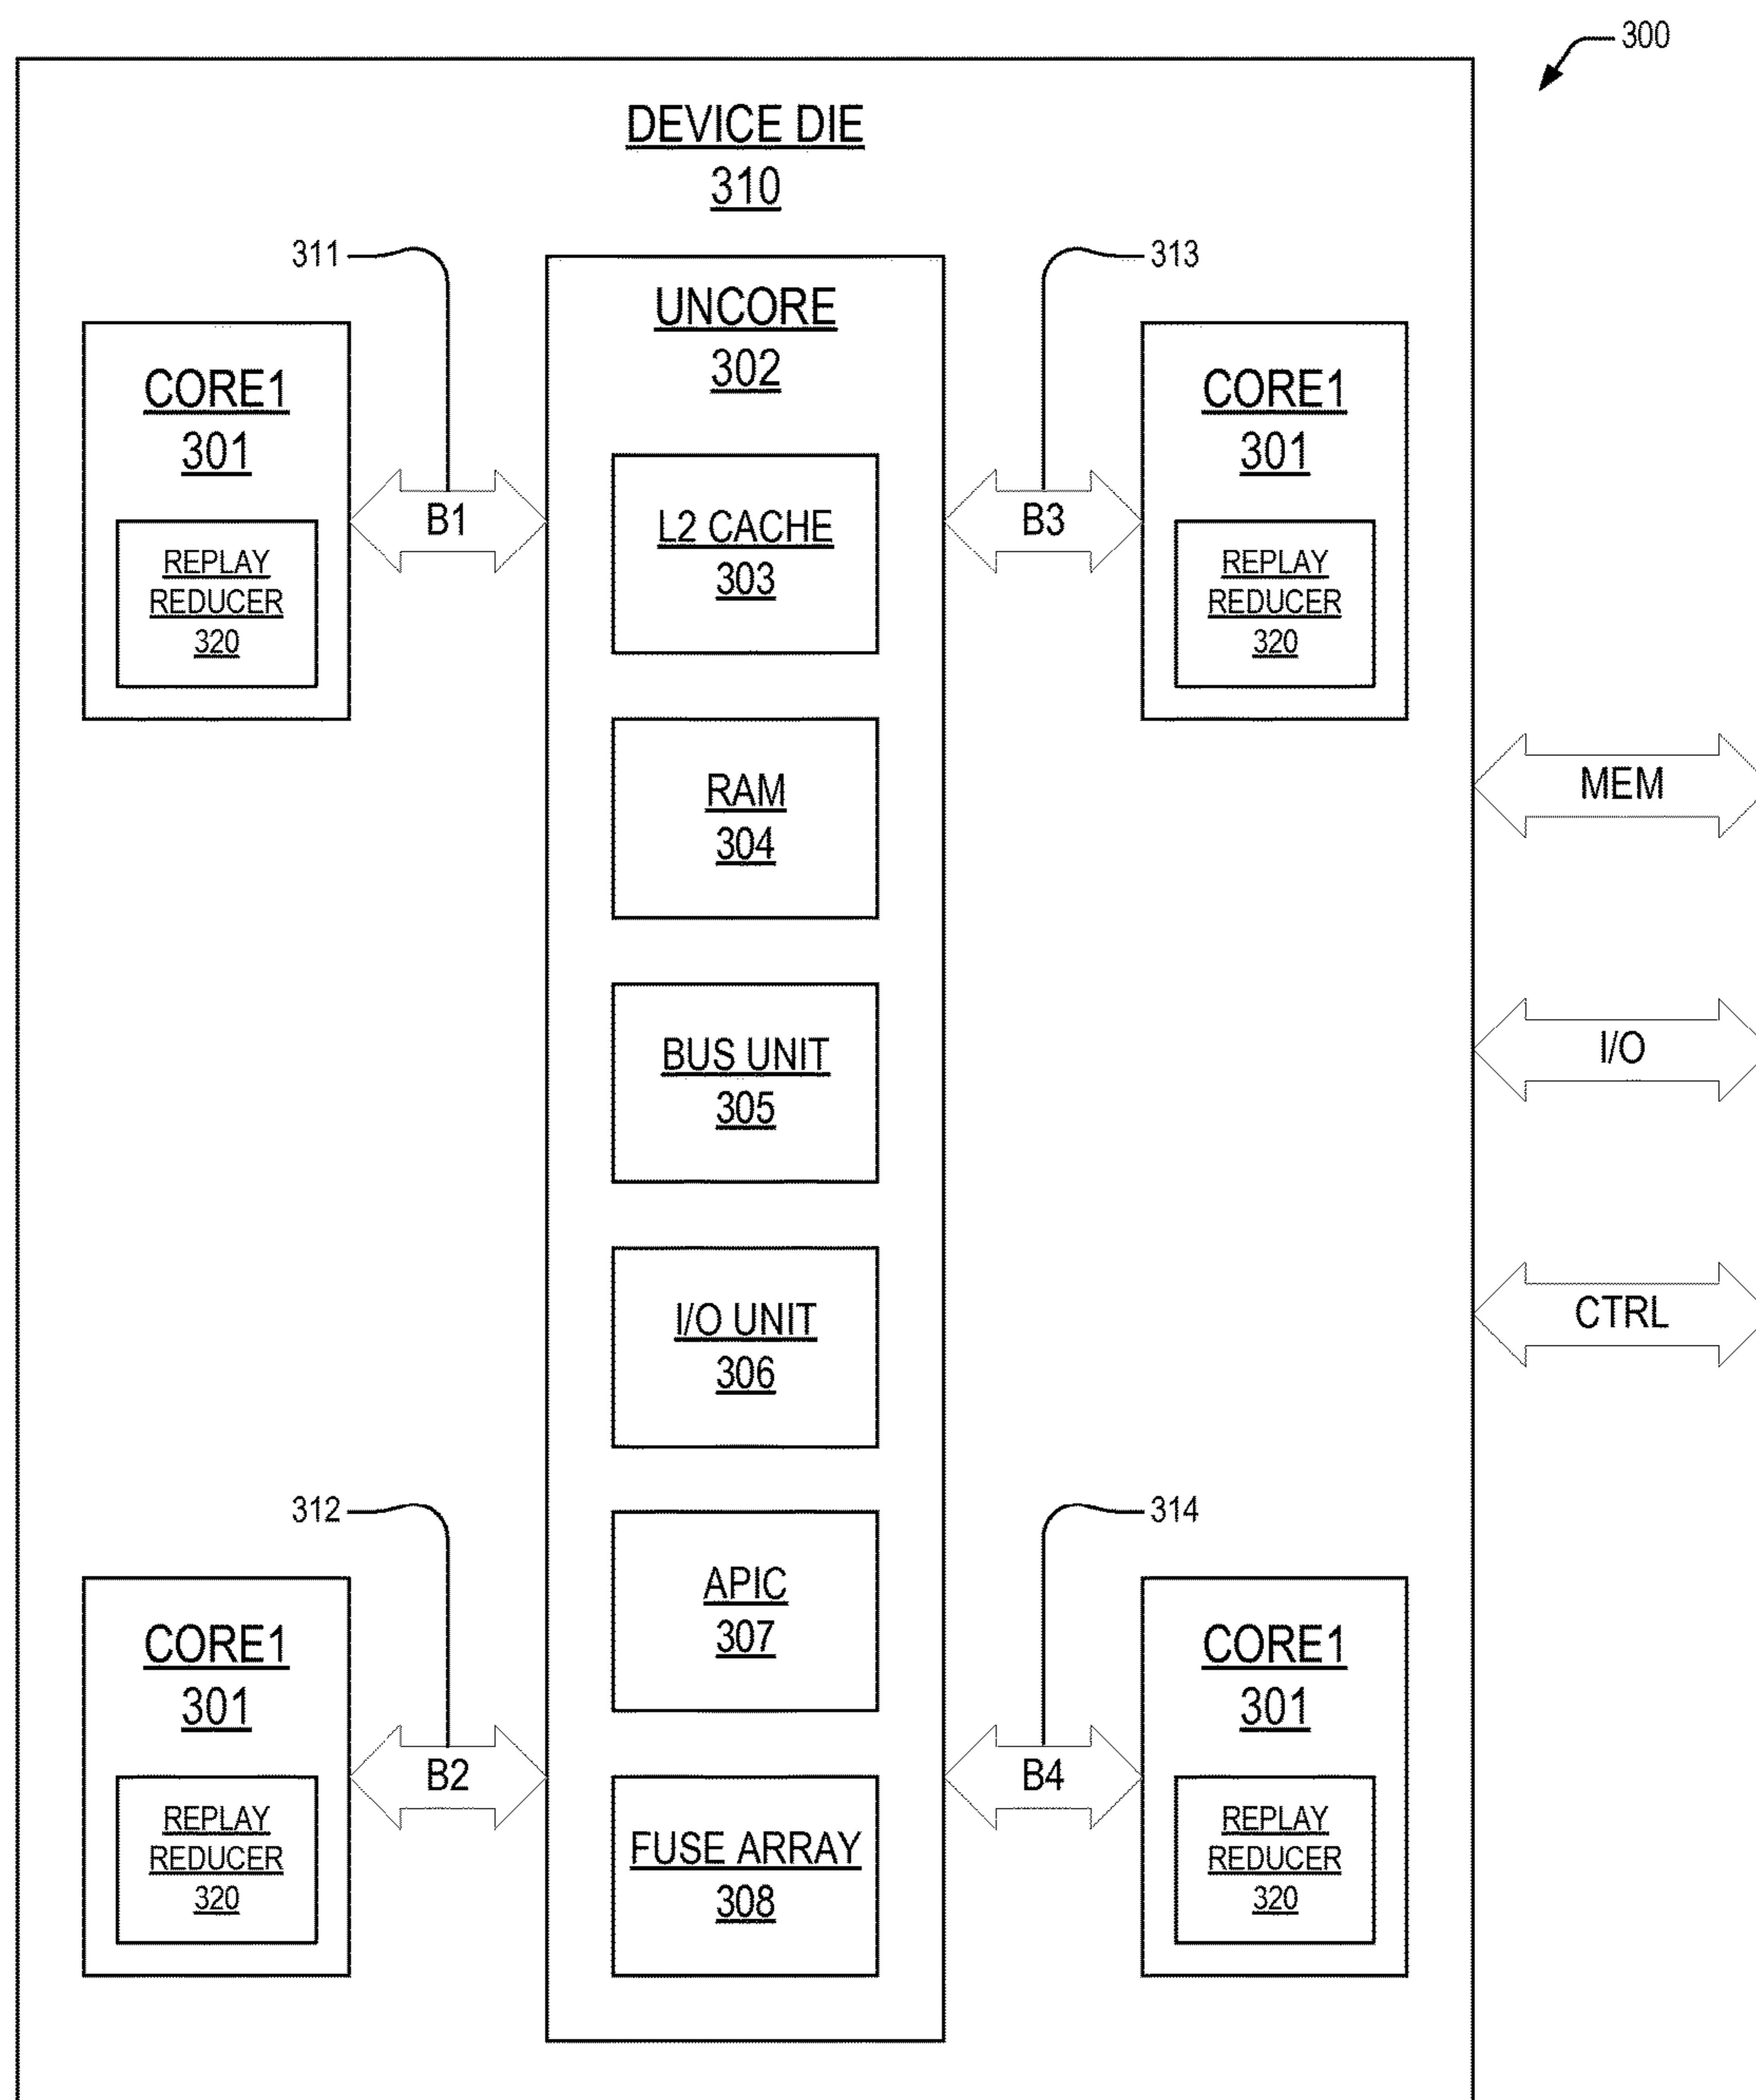 300
DEVICE DIE
310
311
313
UNCORE
302
CORE1
301
REPLAY
REDUCER
320
B1
L2 CACHE
303
B3
CORE1
301
REPLAY
REDUCER
320
RAM
304
MEM
BUS UNIT
305
I/O
I/O UNIT
306
CTRL
312
314
APIC
307
CORE1
301
REPLAY
REDUCER
320
B2
FUSE ARRAY
308
B4
CORE1
301
REPLAY
REDUCER
320